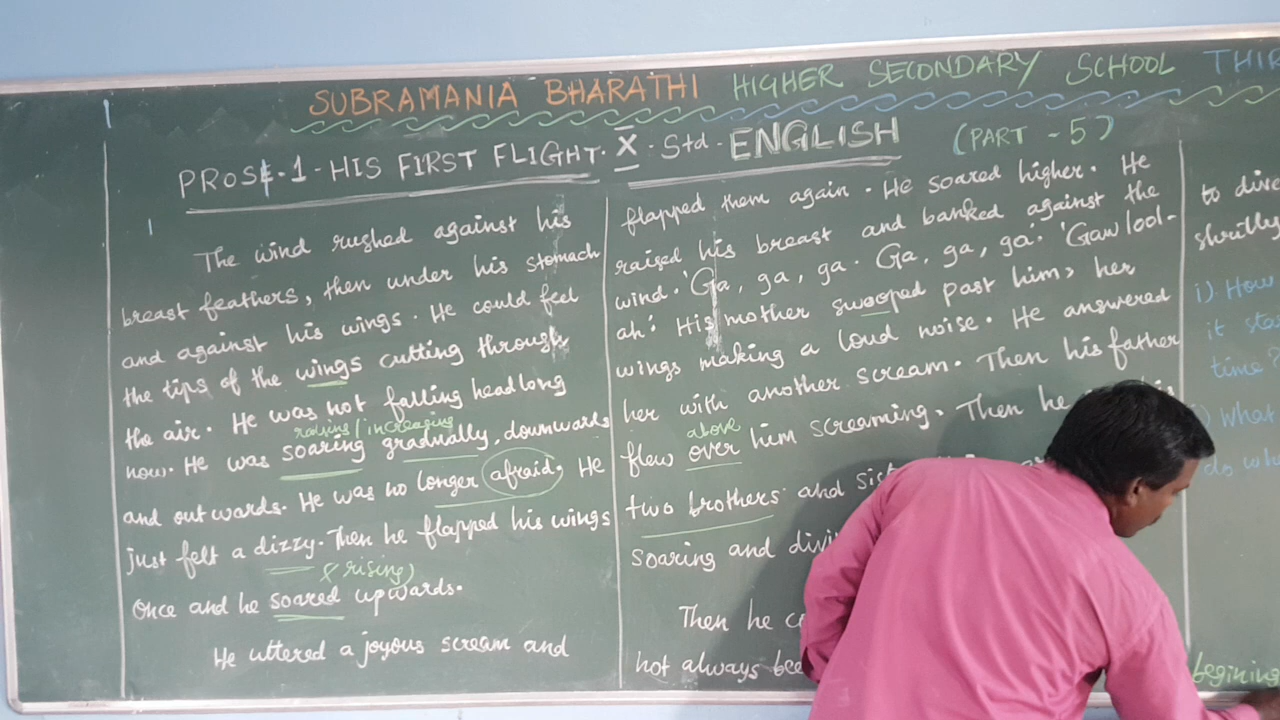 SUBRAMANIA BHARATHI HIGHER SECONDARY SCHOOL THIR
PROSE.1-HIS FIRST FLIGHT. X. Std. ENGLISH (PART -5)
The wind rushed against his
breast feathers, then under his stomach
and against his wings. He could feel
the tips of the wings cutting through
the air. He was not falling headlong
raising/increasing
now. He was soaring gradually, downwards
and outwards. He was no longer afraid. He
just felt a dizzy. Then he flapped his wings
(rising)
Once and he soared upwards.
He uttered a joyous scream and
flapped them again. He soared higher. He
raised his breast and banked against the
wind. 'Ga, ga, ga. Ga, ga, ga'. 'Gaw lool-
ah.' His mother swooped past him, her
wings making a loud noise. He answered
her with another scream. Then his father
above
flew over him screaming. Then he
two brothers and
soaring and
Then he
not always
to
shrilly
i) How
it
time?
What
do
begining